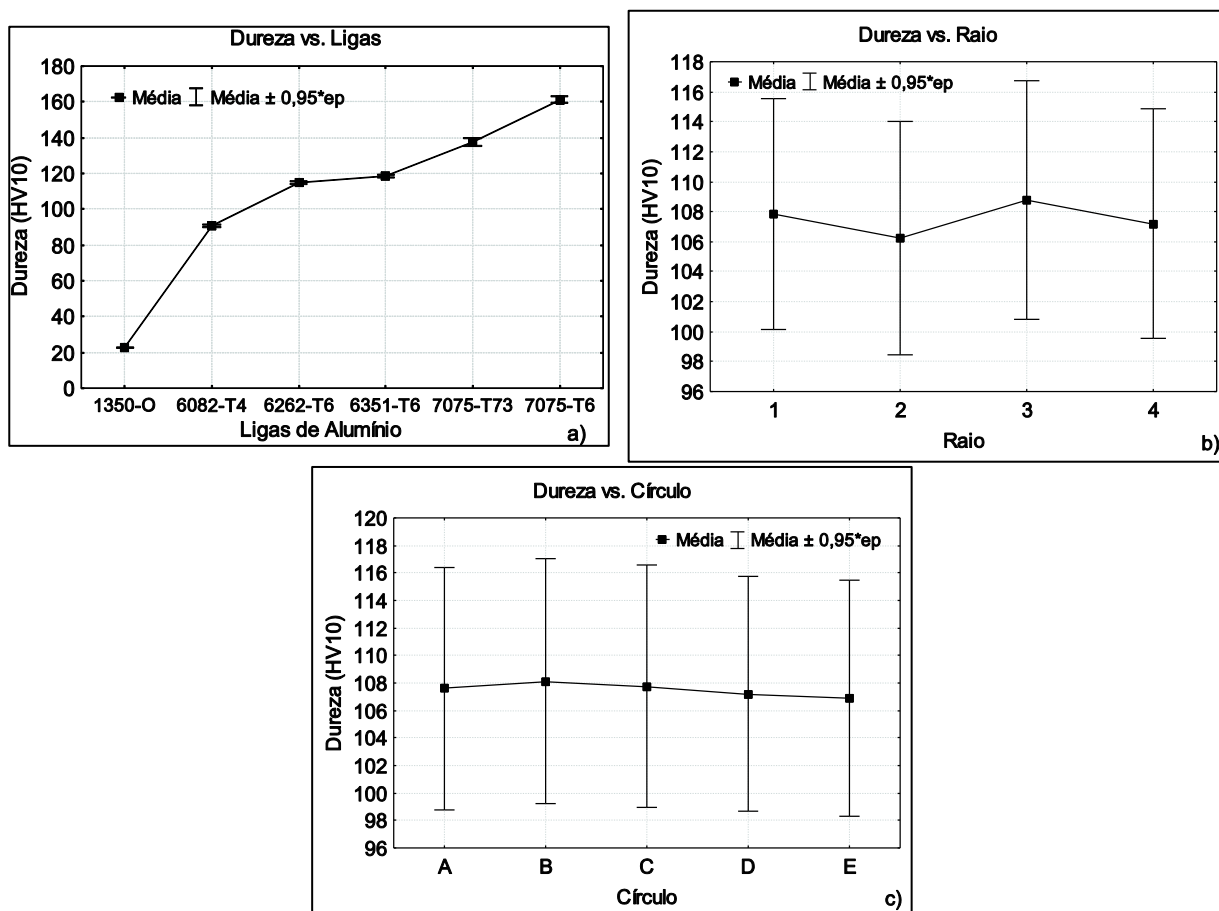 Dureza vs. Ligas
180
160
140
120
100
80
60
40
20
0
Dureza (HV10)
Média Média ± 0,95*ep
1350-O 6082-T4 6262-T6 6351-T6 7075-T73 7075-T6
Ligas de Alumínio
a)
Dureza vs. Raio
118
116
114
112
110
108
106
104
102
100
98
96
Dureza (HV10)
Média Média ± 0,95*ep
1 2 3 4
Raio
b)
Dureza vs. Círculo
120
118
116
114
112
110
108
106
104
102
100
98
96
Dureza (HV10)
Média Média ± 0,95*ep
A B C D E
Círculo
c)